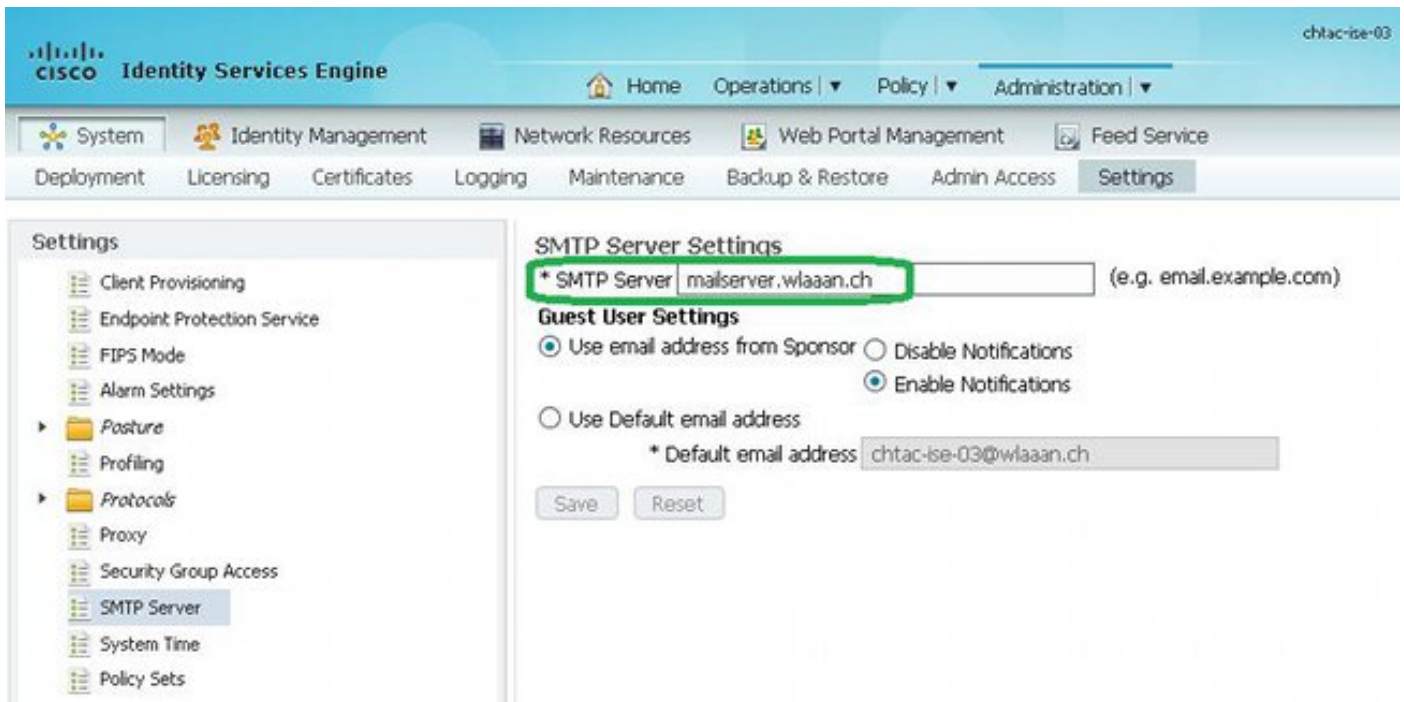 chtac-ise-03
CISCO Identity Services Engine
Home Operations | ▼ Policy | ▼ Administration | ▼
System Identity Management Network Resources Web Portal Management Feed Service
Deployment Licensing Certificates Logging Maintenance Backup & Restore Admin Access Settings
Settings
Client Provisioning
Endpoint Protection Service
FIPS Mode
Alarm Settings
Posture
Profiling
Protocols
Proxy
Security Group Access
SMTP Server
System Time
Policy Sets
SMTP Server Settings
* SMTP Server mailserver.wlaaan.ch (e.g. email.example.com)
Guest User Settings
Use email address from Sponsor Disable Notifications
Enable Notifications
Use Default email address
* Default email address chtac-ise-03@wlaaan.ch
Save Reset